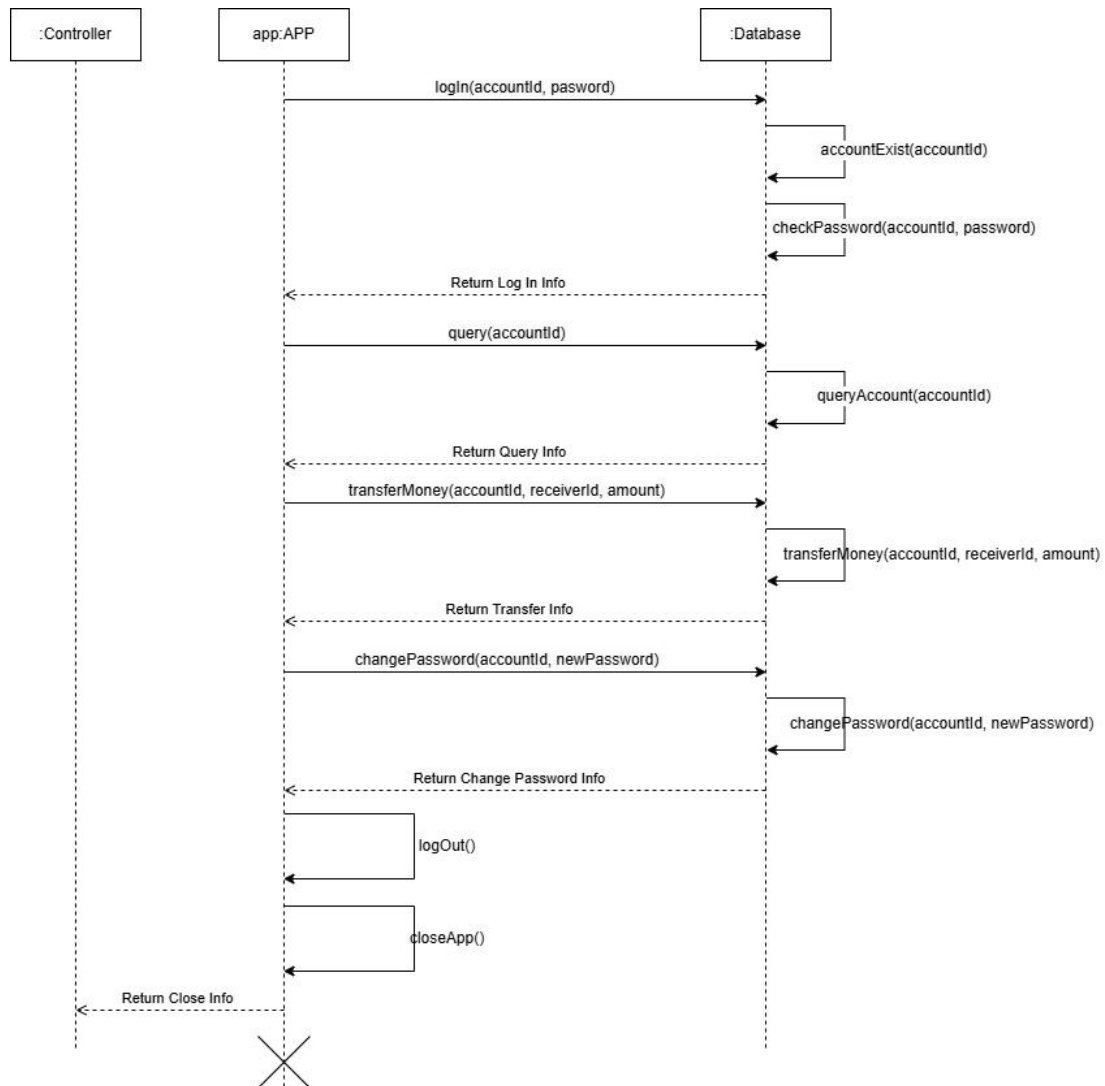 :Controller
app:APP
:Database
logIn(accountId, pasword)
accountExist(accountId)
checkPassword(accountId, password)
Return Log In Info
query(accountId)
queryAccount(accountId)
Return Query Info
transferMoney(accountId, receiverId, amount)
transferMoney(accountId, receiverId, amount)
Return Transfer Info
changePassword(accountId, newPassword)
changePassword(accountId, newPassword)
Return Change Password Info
logOut()
closeApp()
Return Close Info